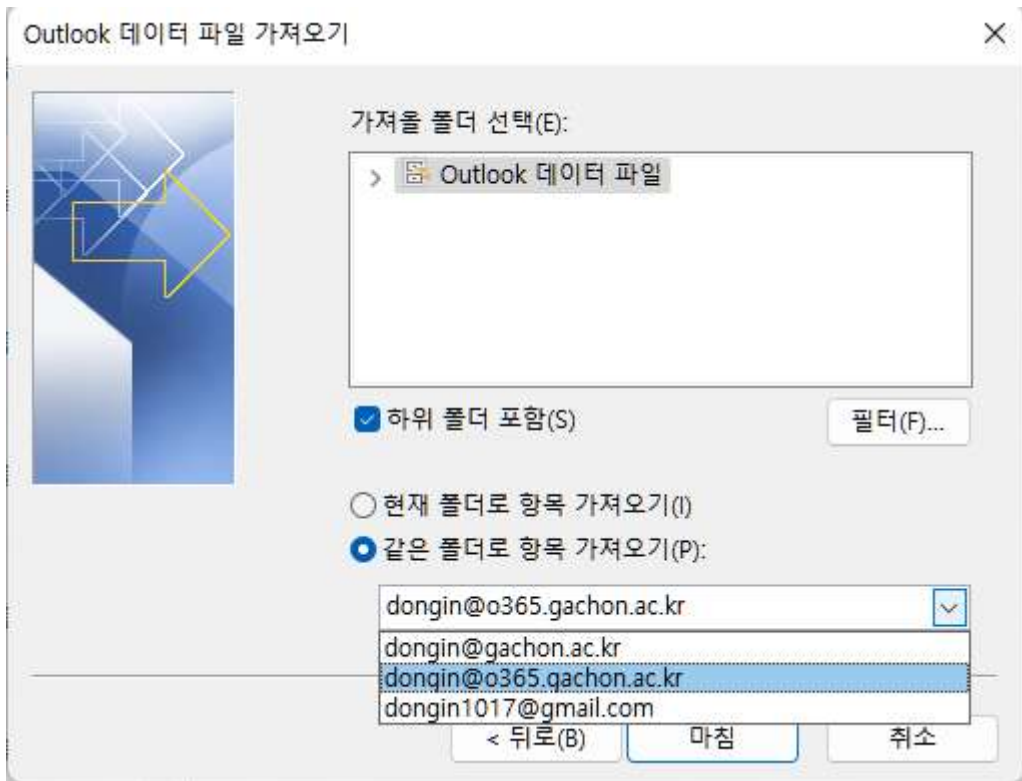 Outlook 데이터 파일 가져오기
가져올 폴더 선택(E):
Outlook 데이터 파일
하위 폴더 포함(S)
필터(F)...
현재 폴더로 항목 가져오기(I)
같은 폴더로 항목 가져오기(P):
dongin@o365.gachon.ac.kr
dongin@gachon.ac.kr
dongin@o365.gachon.ac.kr
dongin1017@gmail.com
< 뒤로(B)
마침
취소